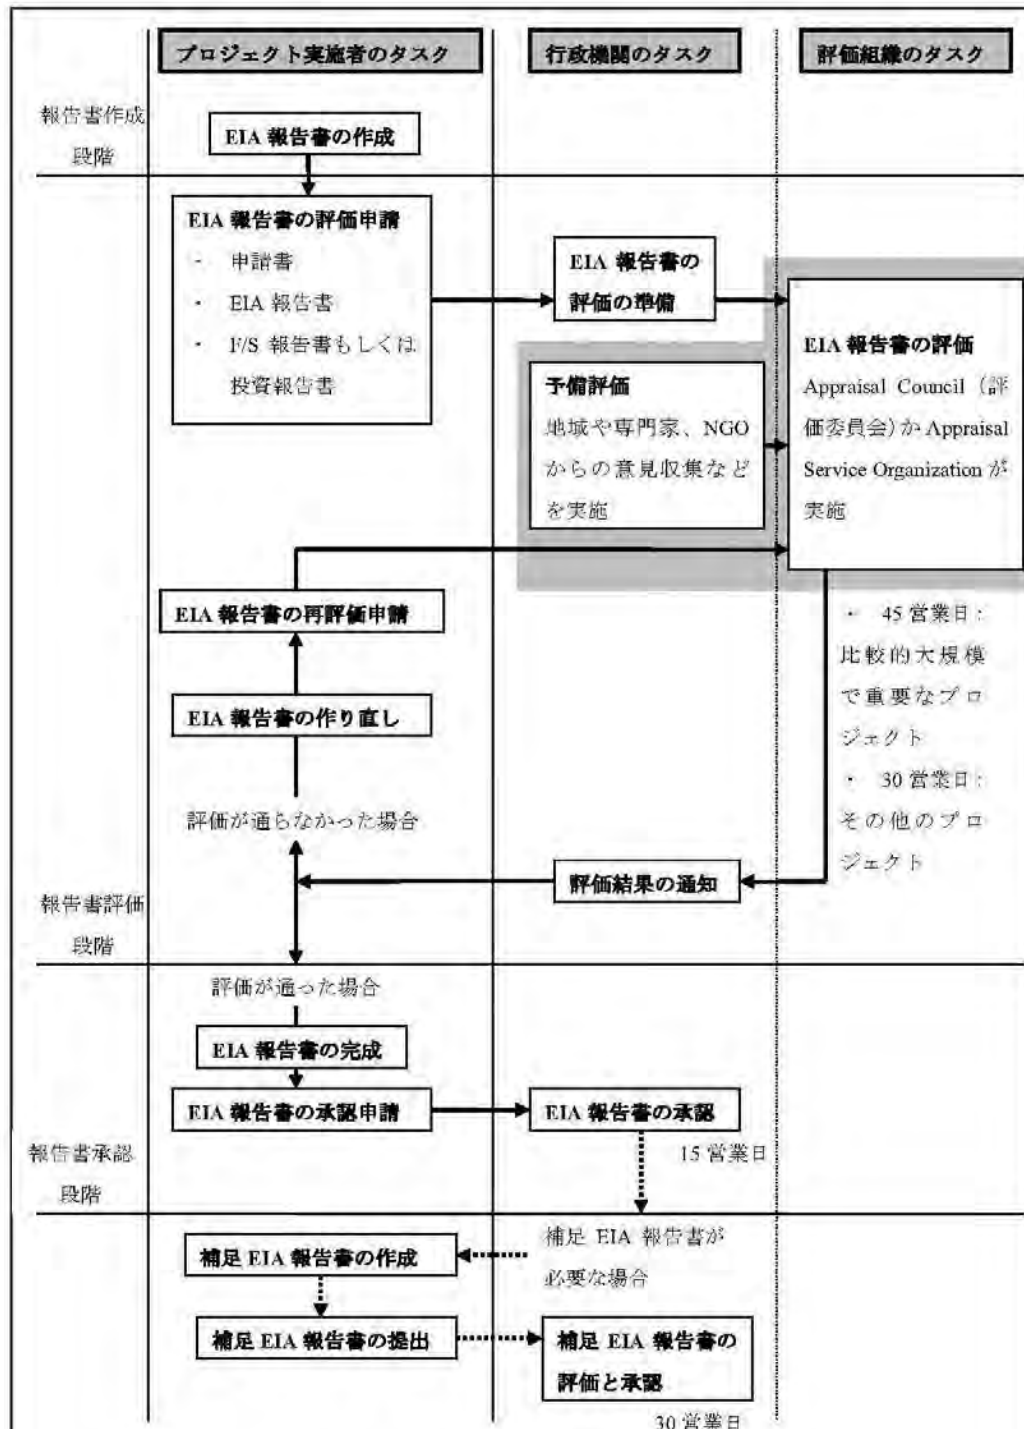 プロジェクト実施者のタスク
行政機関のタスク
評価組織のタスク
報告書作成
段階
EIA 報告書の作成
EIA 報告書の評価申請
・ 申請書
・ EIA 報告書
・ F/S 報告書もしくは
投資報告書
EIA 報告書の
評価の準備
予備評価
地域や専門家、NGO
からの意見収集など
を実施
EIA 報告書の評価
Appraisal Council（評
価委員会）か Appraisal
Service Organization が
実施
EIA 報告書の再評価申請
EIA 報告書の作り直し
評価が通らなかった場合
・ 45 営業日：
比較的大規模
で重要なプロ
ジェクト
・ 30 営業日：
その他のプロ
ジェクト
評価結果の通知
報告書評価
段階
評価が通った場合
EIA 報告書の完成
EIA 報告書の承認申請
EIA 報告書の承認
15 営業日
報告書承認
段階
補足 EIA 報告書が
必要な場合
補足 EIA 報告書の作成
補足 EIA 報告書の提出
補足 EIA 報告書の
評価と承認
30 営業日